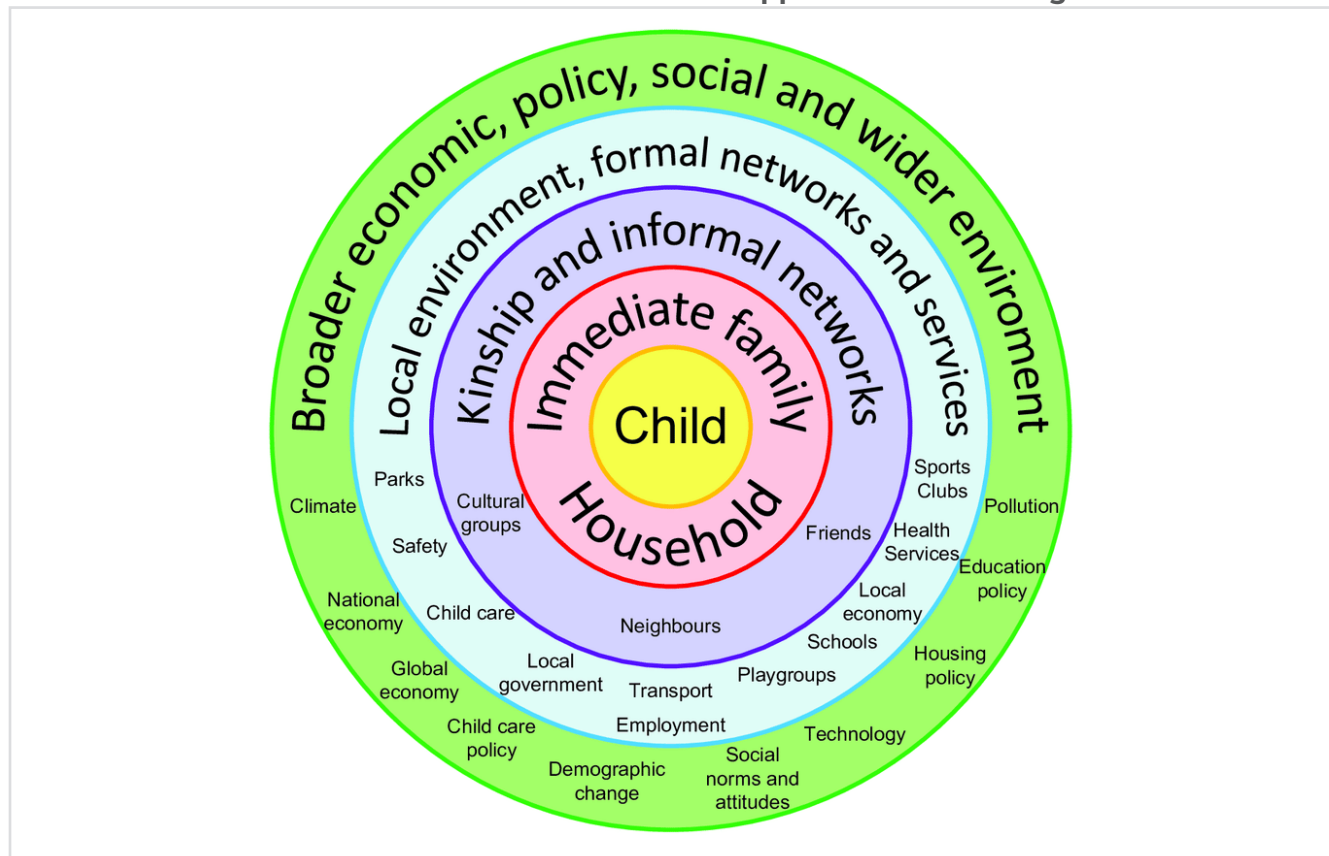 Broader economic, policy, social and wider environment
Local environment, formal networks and services
Kinship and informal networks
Immediate family
Child
Household
Parks
Climate
Safety
National
economy
Child care
Global
economy
Local
government
Child care
policy
Cultural
groups
Neighbours
Friends
Transport
Employment
Demographic
change
Social
norms and
attitudes
Playgroups
Technology
Schools
Local
economy
Housing
policy
Health
Services
Education
policy
Sports
Clubs
Pollution